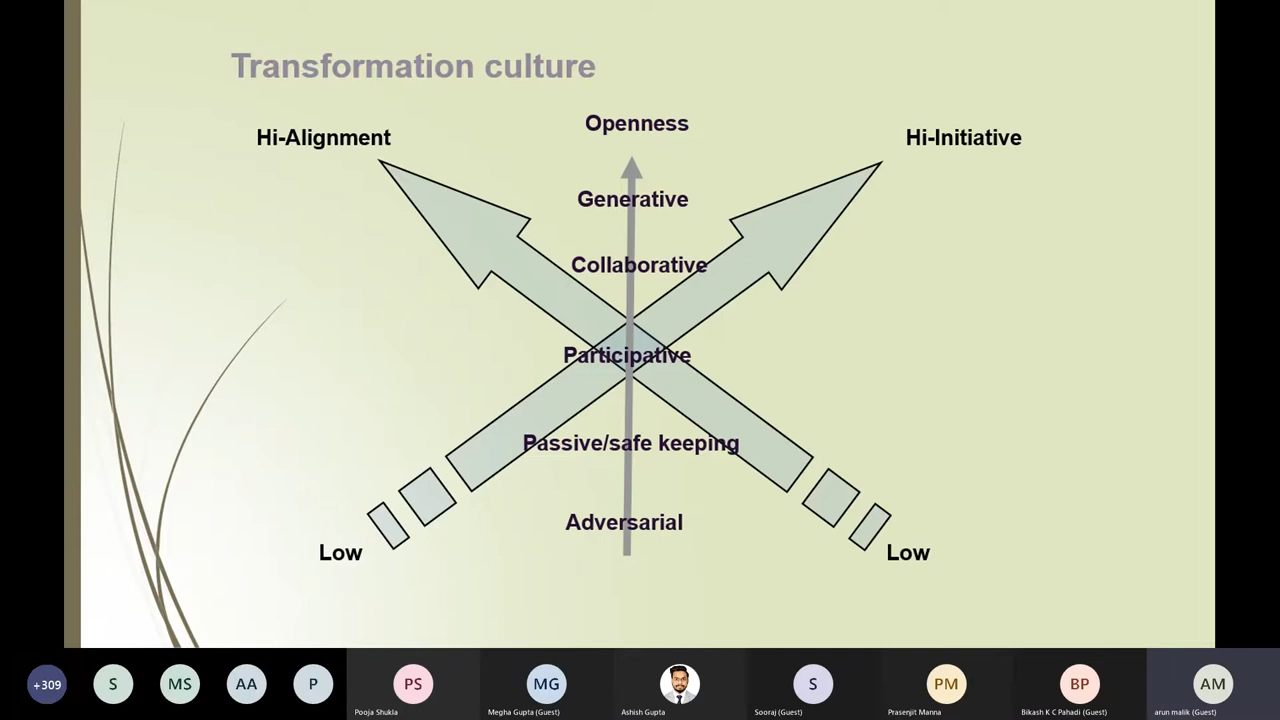 Transformation culture
Openness
Hi-Alignment
Hi-Initiative
Generative
Collaborative
Participative
Passive/safe keeping
Adversarial
Low
Low
+309
S
MS
AA
P
PS
MG
S
PM
BP
AM
Pooja Shukla
Megha Gupta (Guest)
Ashish Gupta
Sooraj (Guest)
Prasenjit Manna
Bikash K C Pahadi (Guest)
arun malik (Guest)